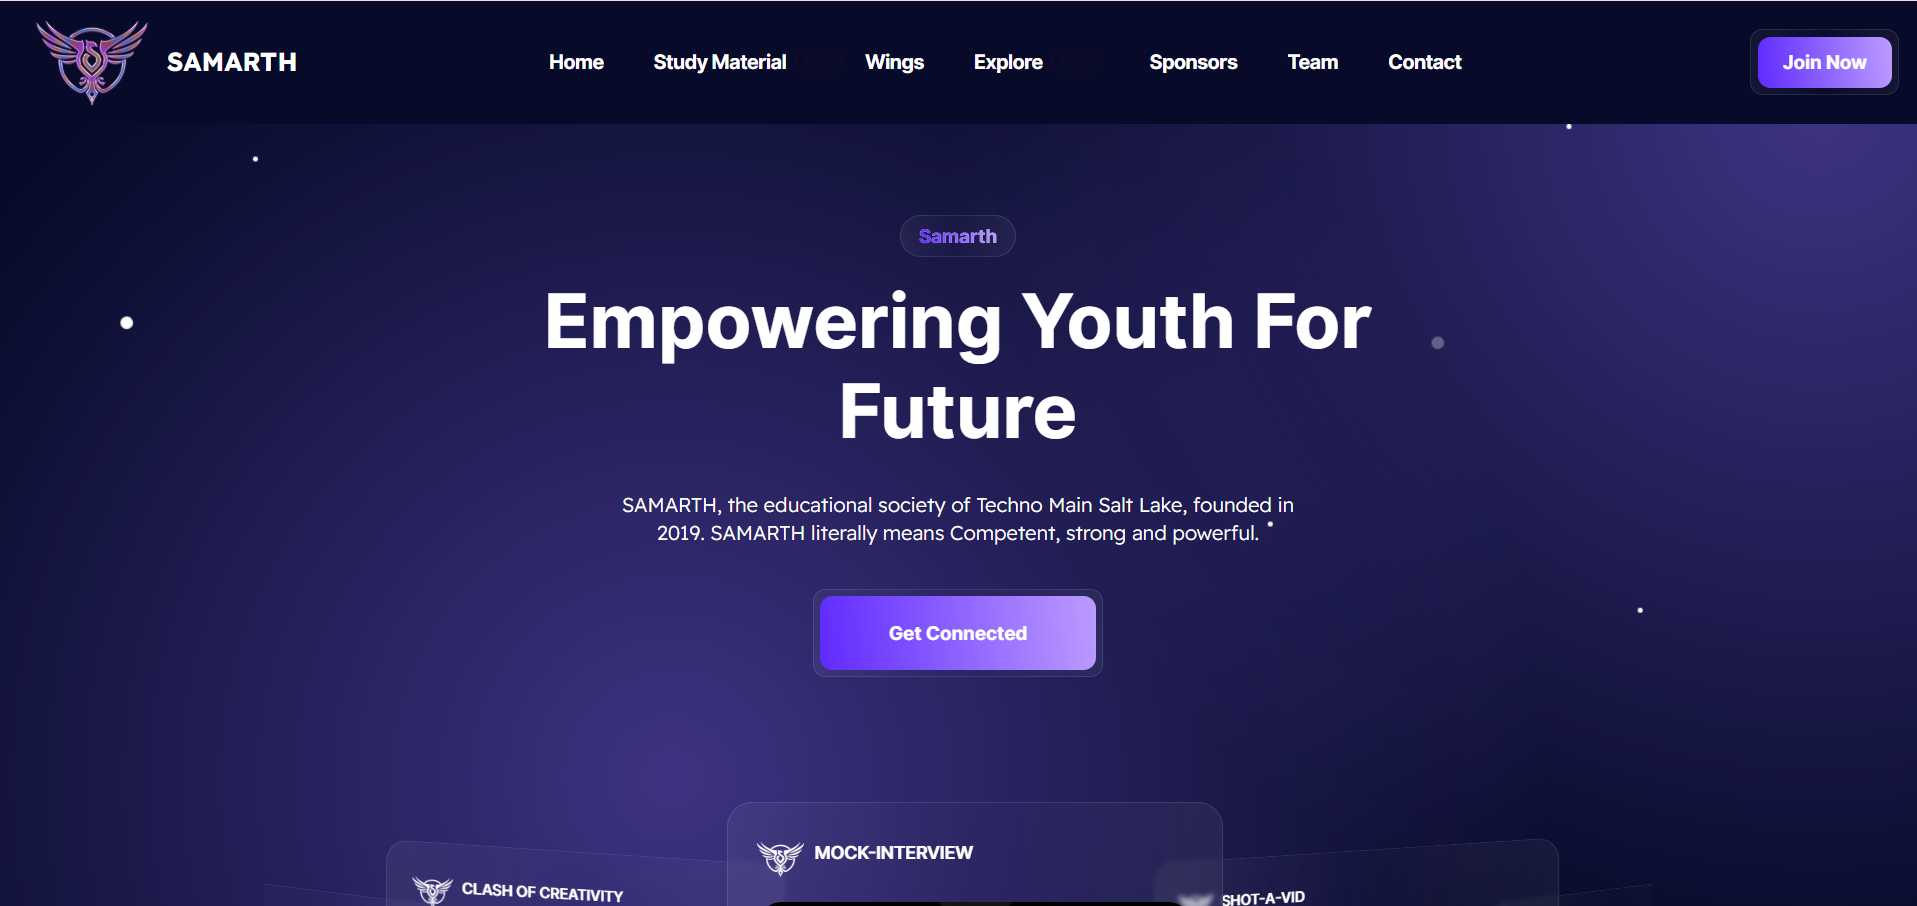 SAMARTH
Home Study Material Wings Explore Sponsors Team Contact
Join Now
Samarth
Empowering Youth For
Future
SAMARTH, the educational society of Techno Main Salt Lake, founded in
2019. SAMARTH literally means Competent, strong and powerful.
Get Connected
MOCK-INTERVIEW
CLASH OF CREATIVITY
SHOT-A-VID